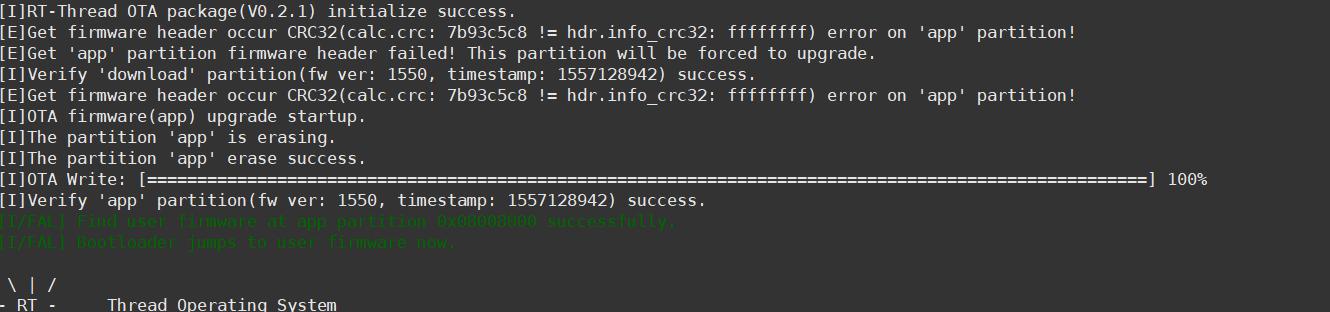 [I]RT-Thread OTA package(V0.2.1) initialize success.
[E]Get firmware header occur CRC32(calc.crc: 7b93c5c8 != hdr.info_crc32: ffffffff) error on 'app' partition!
[E]Get 'app' partition firmware header failed! This partition will be forced to upgrade.
[I]Verify 'download' partition(fw ver: 1550, timestamp: 1557128942) success.
[E]Get firmware header occur CRC32(calc.crc: 7b93c5c8 != hdr.info_crc32: ffffffff) error on 'app' partition!
[I]OTA firmware(app) upgrade startup.
[I]The partition 'app' is erasing.
[I]The partition 'app' erase success.
[I]OTA Write: [====================================================================================================] 100%
[I]Verify 'app' partition(fw ver: 1550, timestamp: 1557128942) success.
[I/FAL] Find user firmware at app partition 0x08008000 successfully.
[I/FAL] Bootloader jumps to user firmware now.
\ | /
- RT -     Thread Operating System